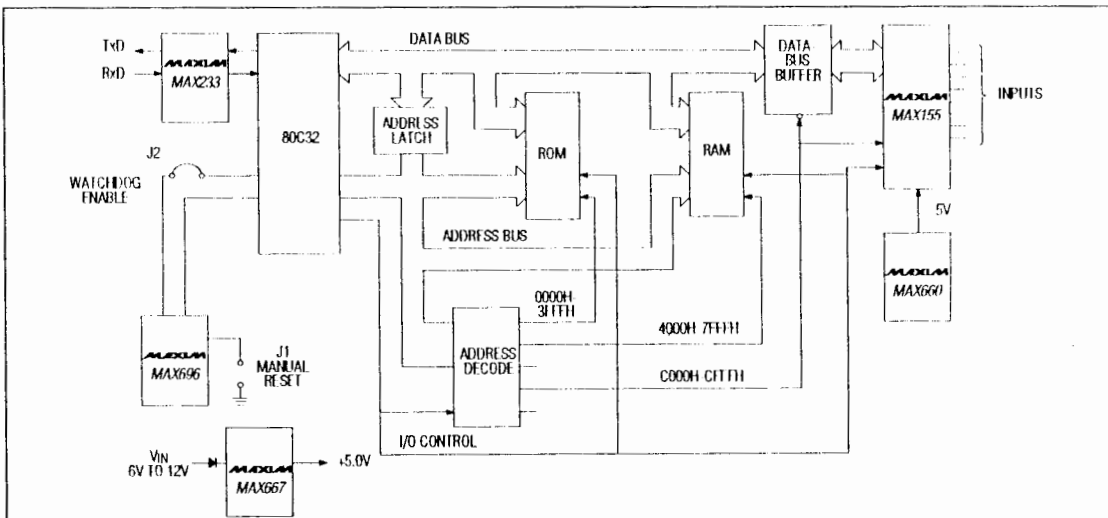 TxD
RxD
MAXIM
MAX233
80C32
DATA BUS
ADDRESS
LATCH
ROM
RAM
DATA
BUS
BUFFER
MAXIM
MAX155
INPUTS
J2
WATCHDOG
ENABLE
ADDRESS BUS
5V
MAXIM
MAX660
0000H-
3FFFH
4000H-7FFFH
C000H-CFFFH
ADDRESS
DECODE
I/O CONTROL
MAXIM
MAX696
J1
MANUAL
RESET
VIN
6V TO 12V
MAXIM
MAX667
+5.0V